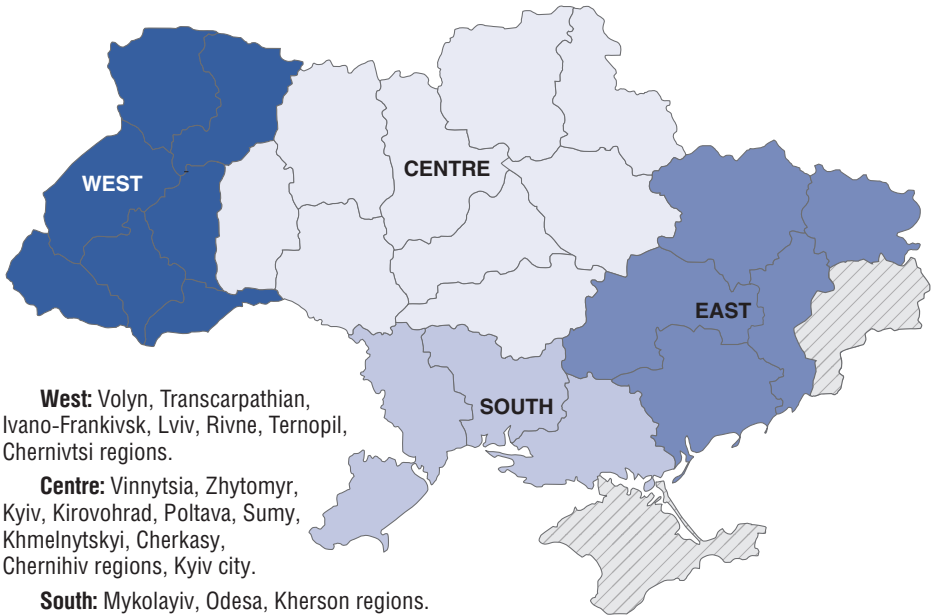 WEST
CENTRE
EAST
SOUTH
West: Volyn, Transcarpathian,
Ivano-Frankivsk, Lviv, Rivne, Ternopil,
Chernivtsi regions.
Centre: Vinnytsia, Zhytomyr,
Kyiv, Kirovohrad, Poltava, Sumy,
Khmelnytskyi, Cherkasy,
Chernihiv regions, Kyiv city.
South: Mykolayiv, Odesa, Kherson regions.